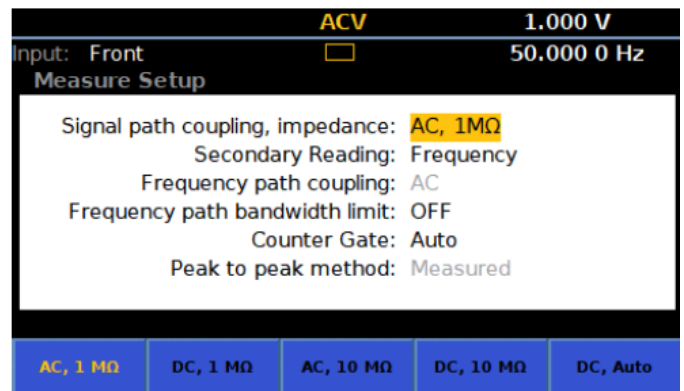 ACV 1.000 V
Input: Front 50.000 0 Hz
Measure Setup
Signal path coupling, impedance: AC, 1MΩ
Secondary Reading: Frequency
Frequency path coupling: AC
Frequency path bandwidth limit: OFF
Counter Gate: Auto
Peak to peak method: Measured
AC, 1 MΩ DC, 1 MΩ AC, 10 MΩ DC, 10 MΩ DC, Auto